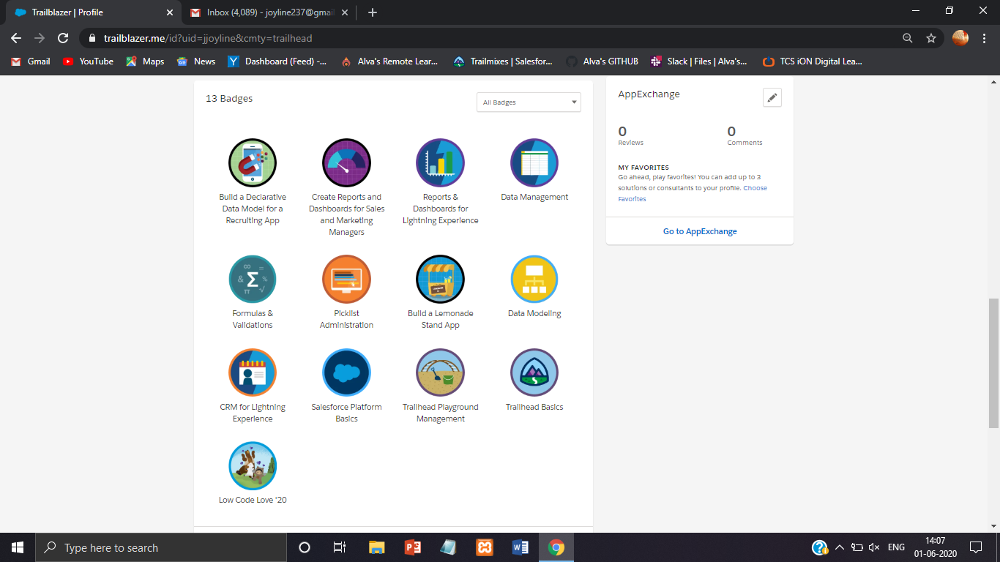 Trailblazer | Profile
Inbox (4,089) - joyline237@gmai
trailblazer.me/id?uid=jjoyline&cmty=trailhead
Gmail
YouTube
Maps
News
Dashboard (Feed) -...
Alva's Remote Lear...
Trailmixes | Salesfor...
Alva's GITHUB
Slack | Files | Alva's...
TCS iON Digital Lea...
13 Badges
All Badges
Build a Declarative
Data Model for a
Recruiting App
Create Reports and
Dashboards for Sales
and Marketing
Managers
Reports &
Dashboards for
Lightning Experience
Data Management
Formulas &
Validations
Picklist
Administration
Build a Lemonade
Stand App
Data Modeling
CRM for Lightning
Experience
Salesforce Platform
Basics
Trailhead Playground
Management
Trailhead Basics
Low Code Love '20
AppExchange
0
Reviews
0
Comments
MY FAVORITES
Go ahead, play favorites! You can add up to 3
solutions or consultants to your profile. Choose
Favorites
Go to AppExchange
Type here to search
ENG
14:07
01-06-2020